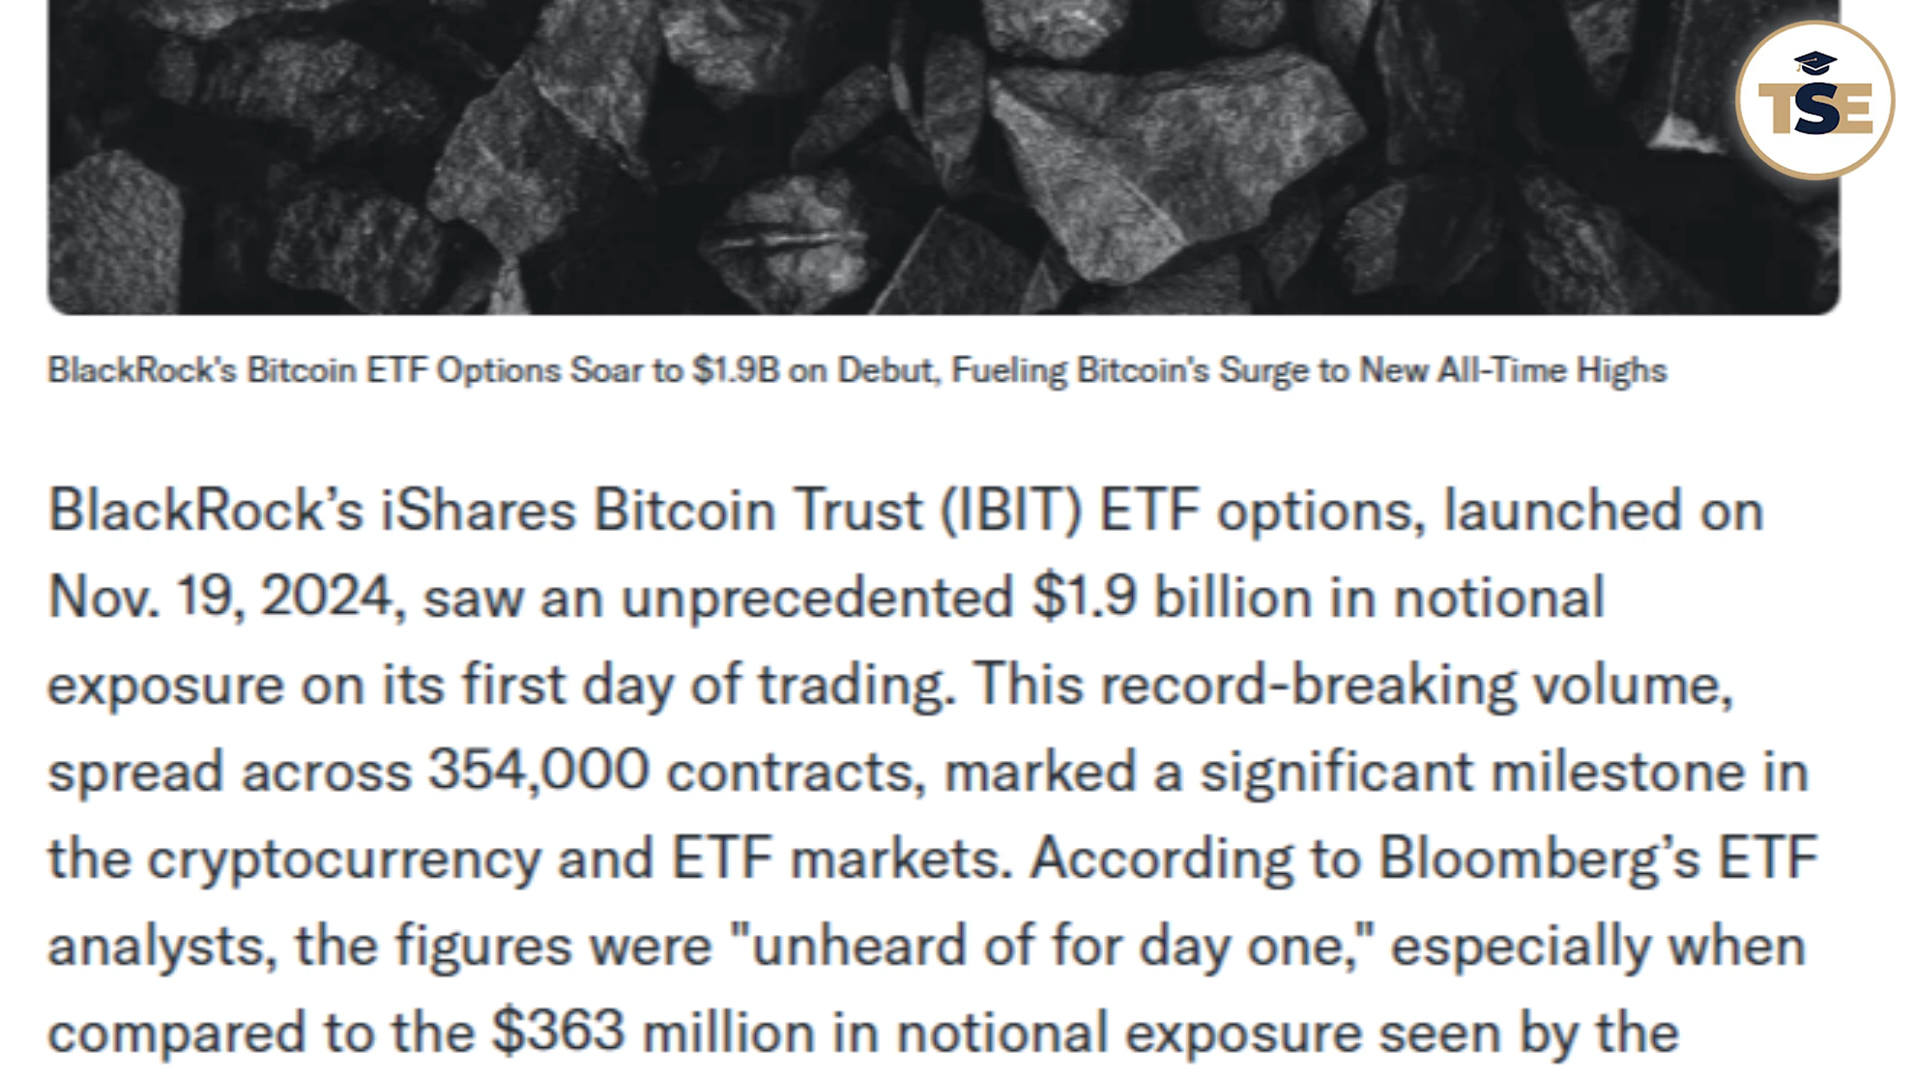 TSE
BlackRock's Bitcoin ETF Options Soar to $1.9B on Debut, Fueling Bitcoin's Surge to New All-Time Highs
BlackRock’s iShares Bitcoin Trust (IBIT) ETF options, launched on
Nov. 19, 2024, saw an unprecedented $1.9 billion in notional
exposure on its first day of trading. This record-breaking volume,
spread across 354,000 contracts, marked a significant milestone in
the cryptocurrency and ETF markets. According to Bloomberg’s ETF
analysts, the figures were "unheard of for day one," especially when
compared to the $363 million in notional exposure seen by the